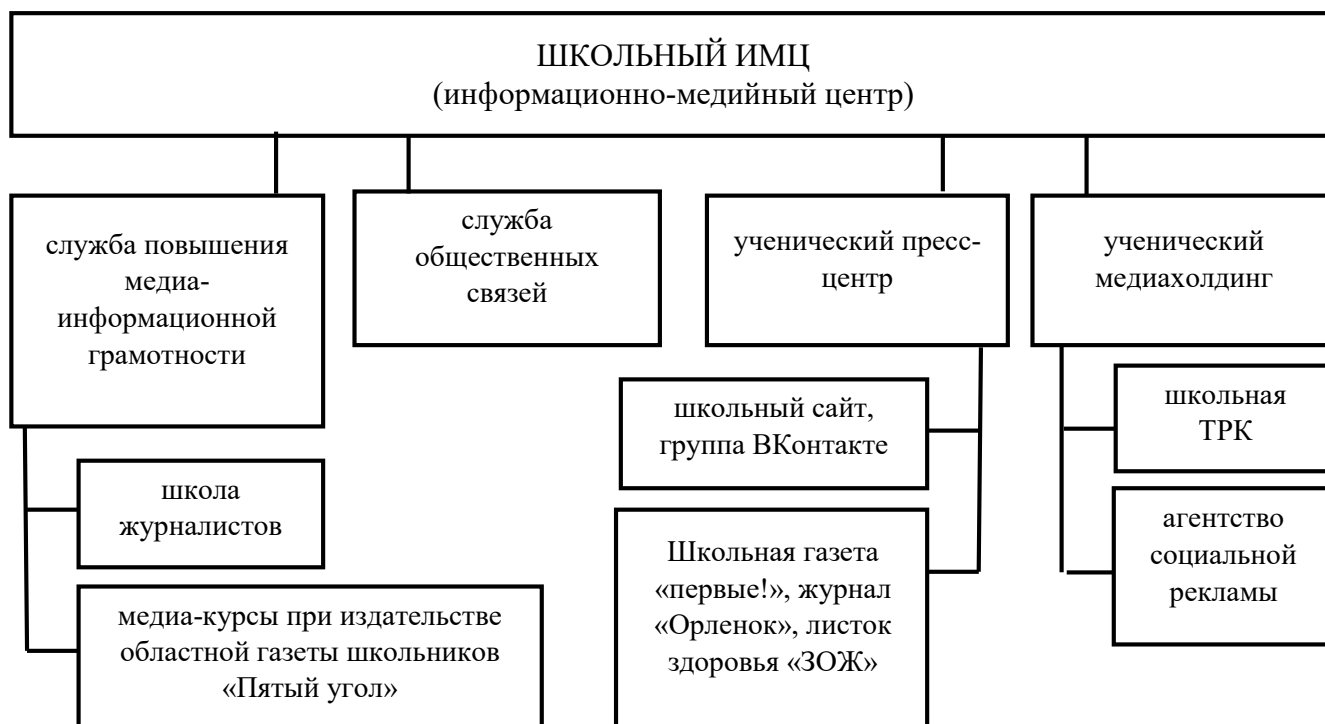 ШКОЛЬНЫЙ ИМЦ
(информационно-медийный центр)
служба повышения
медиа-
информационной
грамотности
служба
общественных
связей
ученический пресс-
центр
ученический
медиахолдинг
школа
журналистов
медиа-курсы при издательстве
областной газеты школьников
«Пятый угол»
школьный сайт,
группа ВКонтакте
Школьная газета
«первые!», журнал
«Орленок», листок
здоровья «ЗОЖ»
школьная
ТРК
агентство
социальной
рекламы